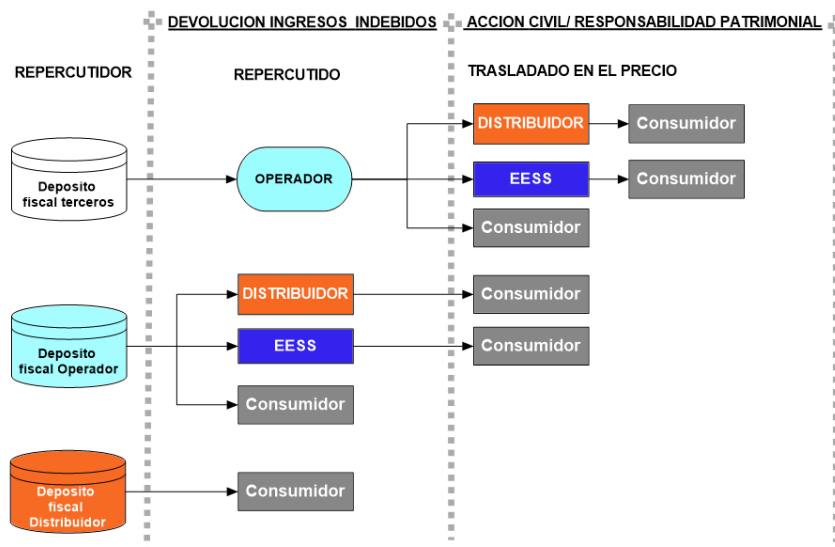 DEVOLUCION INGRESOS INDEBIDOS
ACCION CIVIL/ RESPONSABILIDAD PATRIMONIAL
REPERCUTIDOR
REPERCUTIDO
TRASLADADO EN EL PRECIO
Deposito
fiscal terceros
OPERADOR
DISTRIBUIDOR
Consumidor
EESS
Consumidor
Consumidor
Deposito
fiscal Operador
DISTRIBUIDOR
Consumidor
EESS
Consumidor
Consumidor
Deposito
fiscal
Distribuidor
Consumidor